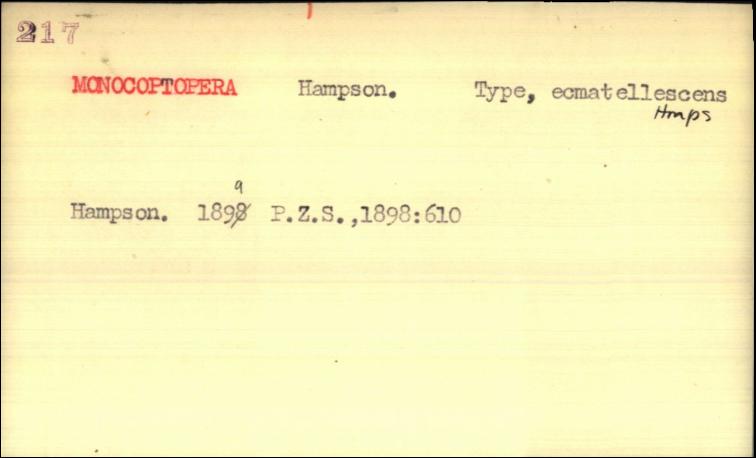 217
MONOCOPTOPERA Hampson. Type, ecmatellescens
Hmps
9
Hampson. 1898 P.Z.S.,1898:610